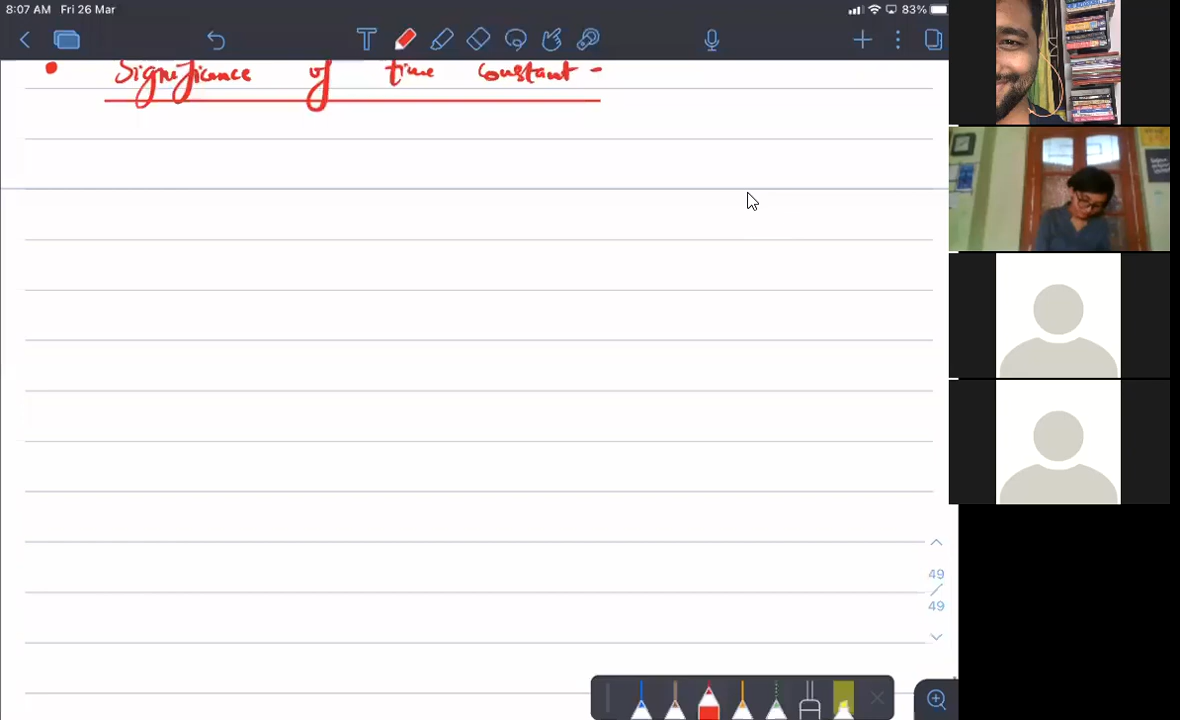 8:07 AM Fri 26 Mar 83%
• Significance of time constant -
49
/
49